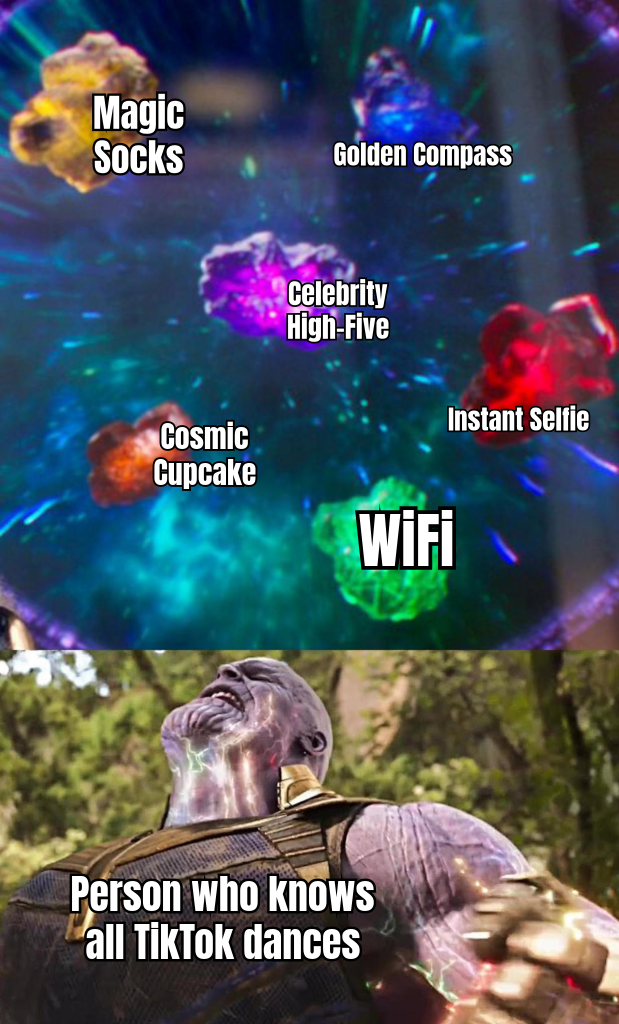 Magic
Socks
Golden Compass
Celebrity
High-Five
Instant Selfie
Cosmic
Cupcake
WiFi
Person who knows
all TikTok dances